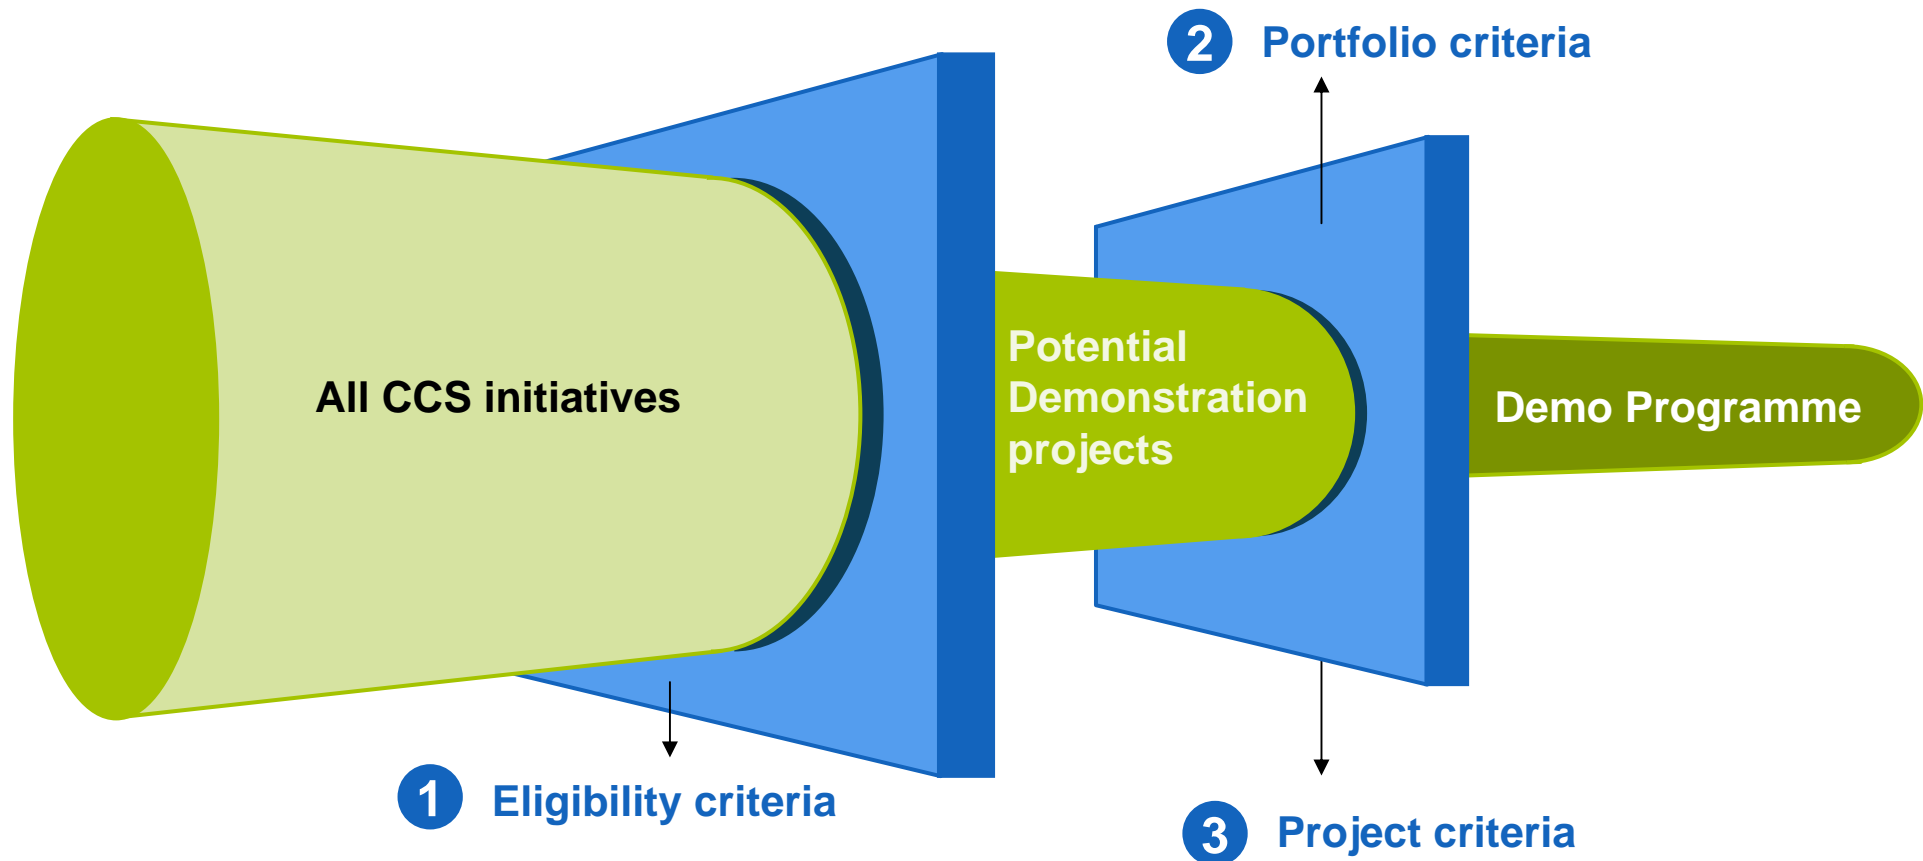 2 Portfolio criteria
All CCS initiatives
Potential
Demonstration
projects
Demo Programme
1 Eligibility criteria
3 Project criteria